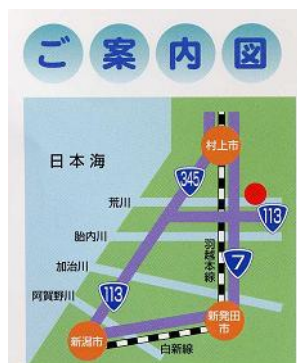 ご案内図
村上市
日本海
345
荒川
113
胎内川
羽越本線
7
加治川
113
阿賀野川
新発田
市
新潟市
白新線